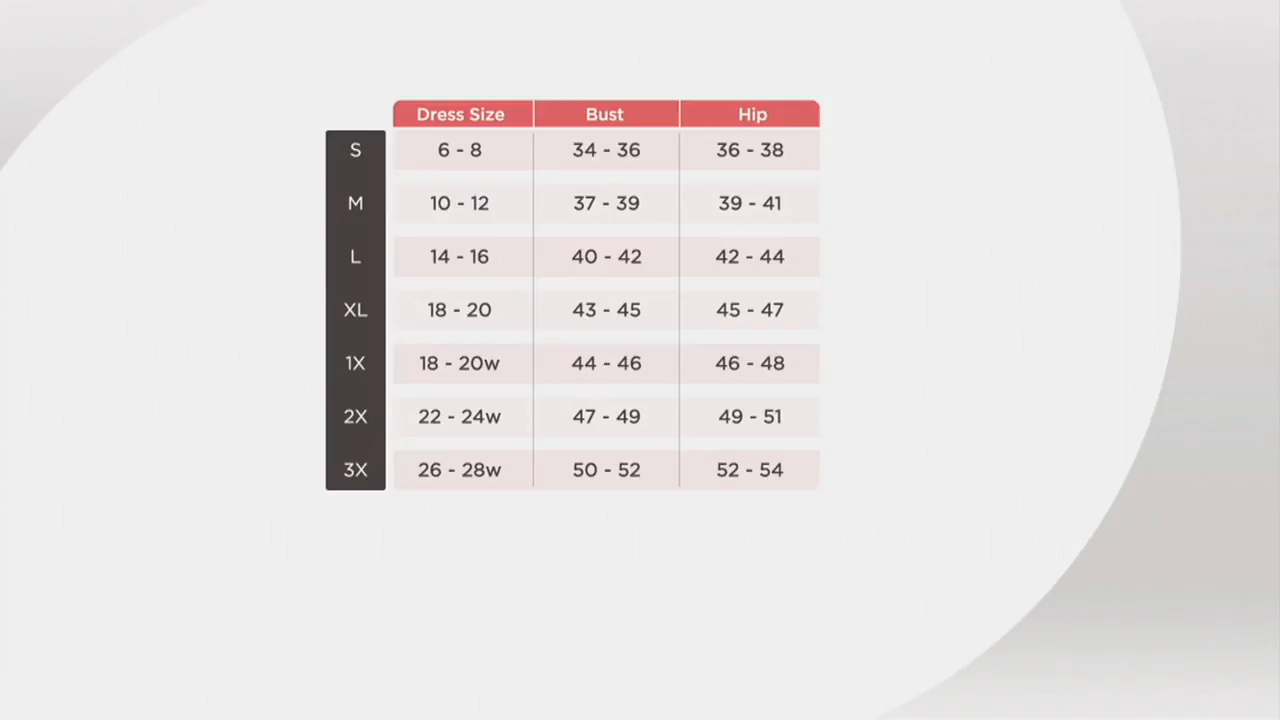 Dress Size Bust Hip
S 6 - 8 34 - 36 36 - 38
M 10 - 12 37 - 39 39 - 41
L 14 - 16 40 - 42 42 - 44
XL 18 - 20 43 - 45 45 - 47
1X 18 - 20w 44 - 46 46 - 48
2X 22 - 24w 47 - 49 49 - 51
3X 26 - 28w 50 - 52 52 - 54